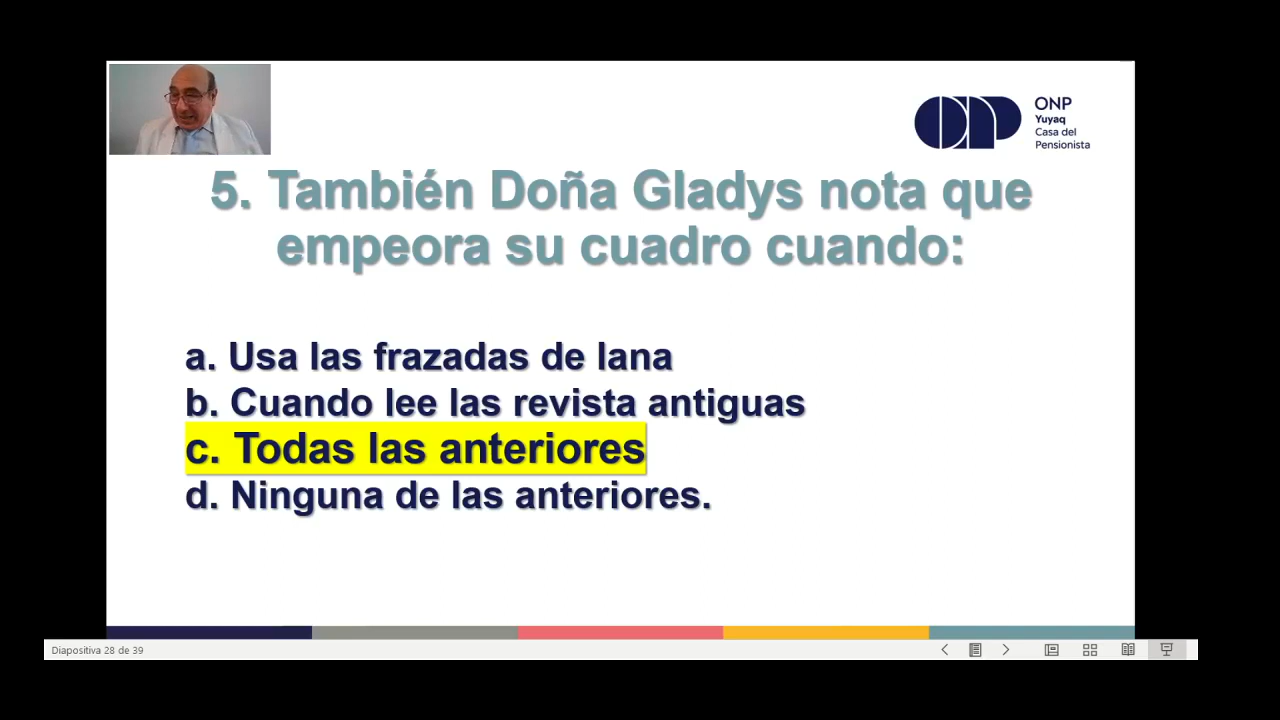 ONP
Yuyaq
Casa del
Pensionista
5. También Doña Gladys nota que
empeora su cuadro cuando:
a. Usa las frazadas de lana
b. Cuando lee las revista antiguas
c. Todas las anteriores
d. Ninguna de las anteriores.
Diapositiva 28 de 39